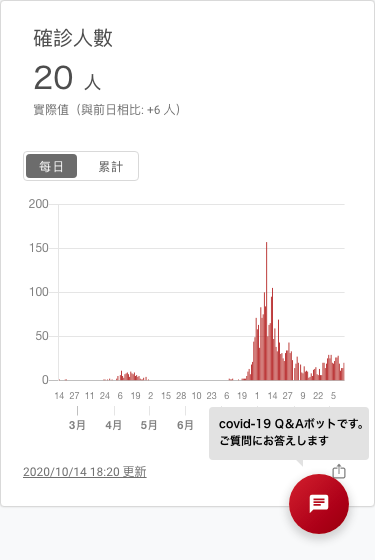 確診人數
20 人
實際值（與前日相比: +6 人）
每日 累計
200
150
100
50
0
14 27 11 24 6 19 2 15 28 10 23 6 19 1 14 27 9 22 5
3月 4月 5月 6月
covid-19 Q&Aボットです。
ご質問にお答えします
2020/10/14 18:20 更新